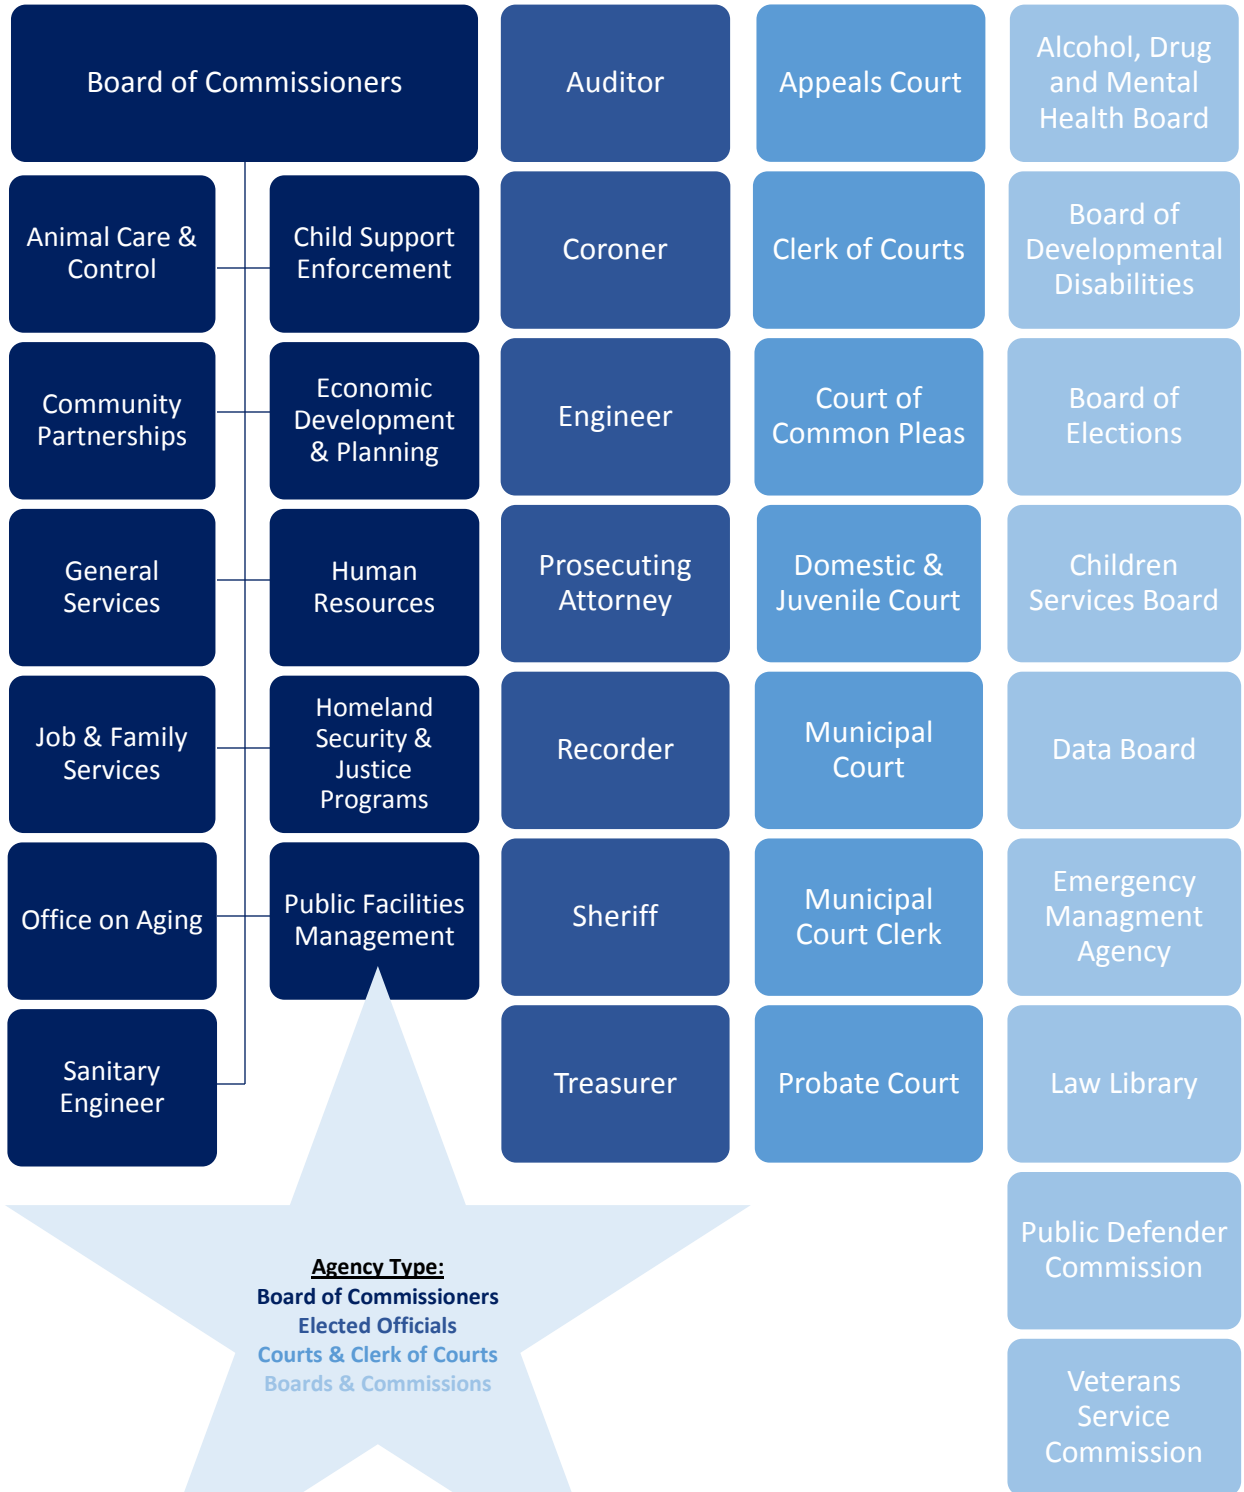 Board of Commissioners
Animal Care &
Control
Child Support
Enforcement
Community
Partnerships
Economic
Development
& Planning
General
Services
Human
Resources
Job & Family
Services
Homeland
Security &
Justice
Programs
Office on Aging
Public Facilities
Management
Sanitary
Engineer
Auditor
Coroner
Engineer
Prosecuting
Attorney
Recorder
Sheriff
Treasurer
Appeals Court
Clerk of Courts
Court of
Common Pleas
Domestic &
Juvenile Court
Municipal
Court
Municipal
Court Clerk
Probate Court
Alcohol, Drug
and Mental
Health Board
Board of
Developmental
Disabilities
Board of
Elections
Children
Services Board
Data Board
Emergency
Managment
Agency
Law Library
Public Defender
Commission
Veterans
Service
Commission
Agency Type:
Board of Commissioners
Elected Officials
Courts & Clerk of Courts
Boards & Commissions